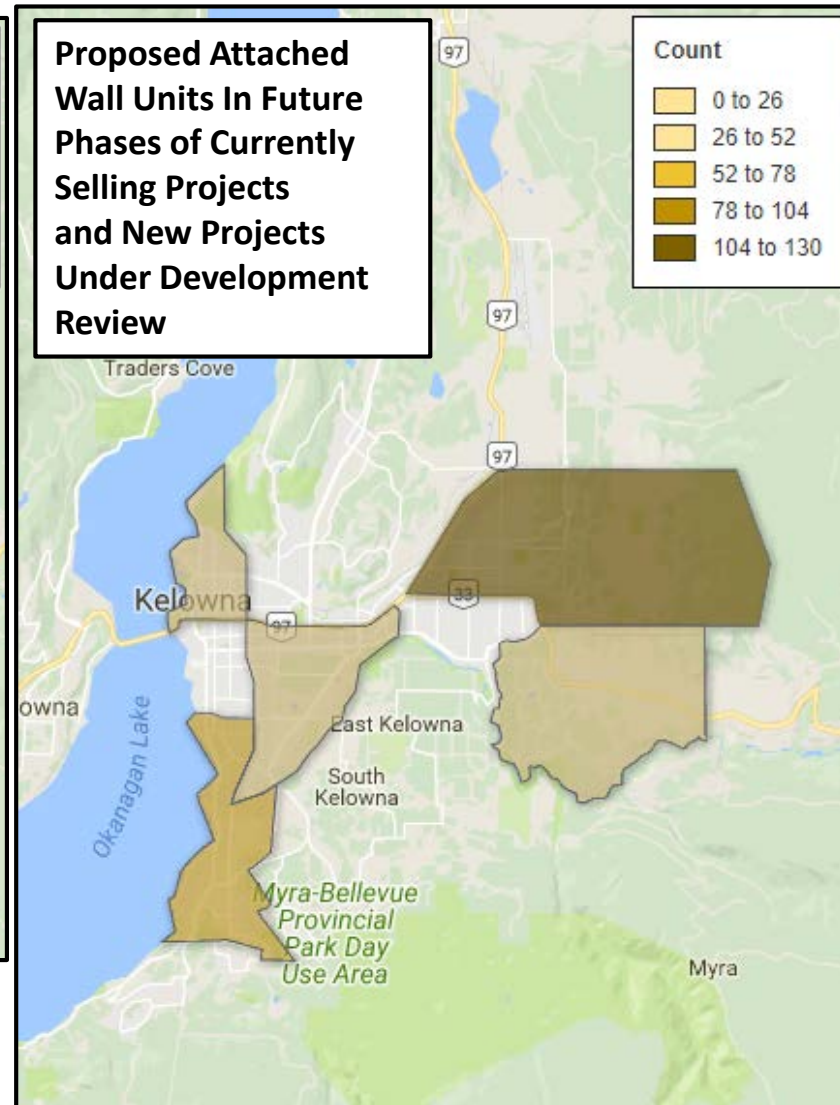 Proposed Attached
Wall Units In Future
Phases of Currently
Selling Projects
and New Projects
Under Development
Review
Count
0 to 26
26 to 52
52 to 78
78 to 104
104 to 130
97
Traders Cove
97
97
Kelowna
33
97
owna
East Kelowna
South
Kelowna
Okanagan Lake
Myra-Bellevue
Provincial
Park Day
Use Area
Myra